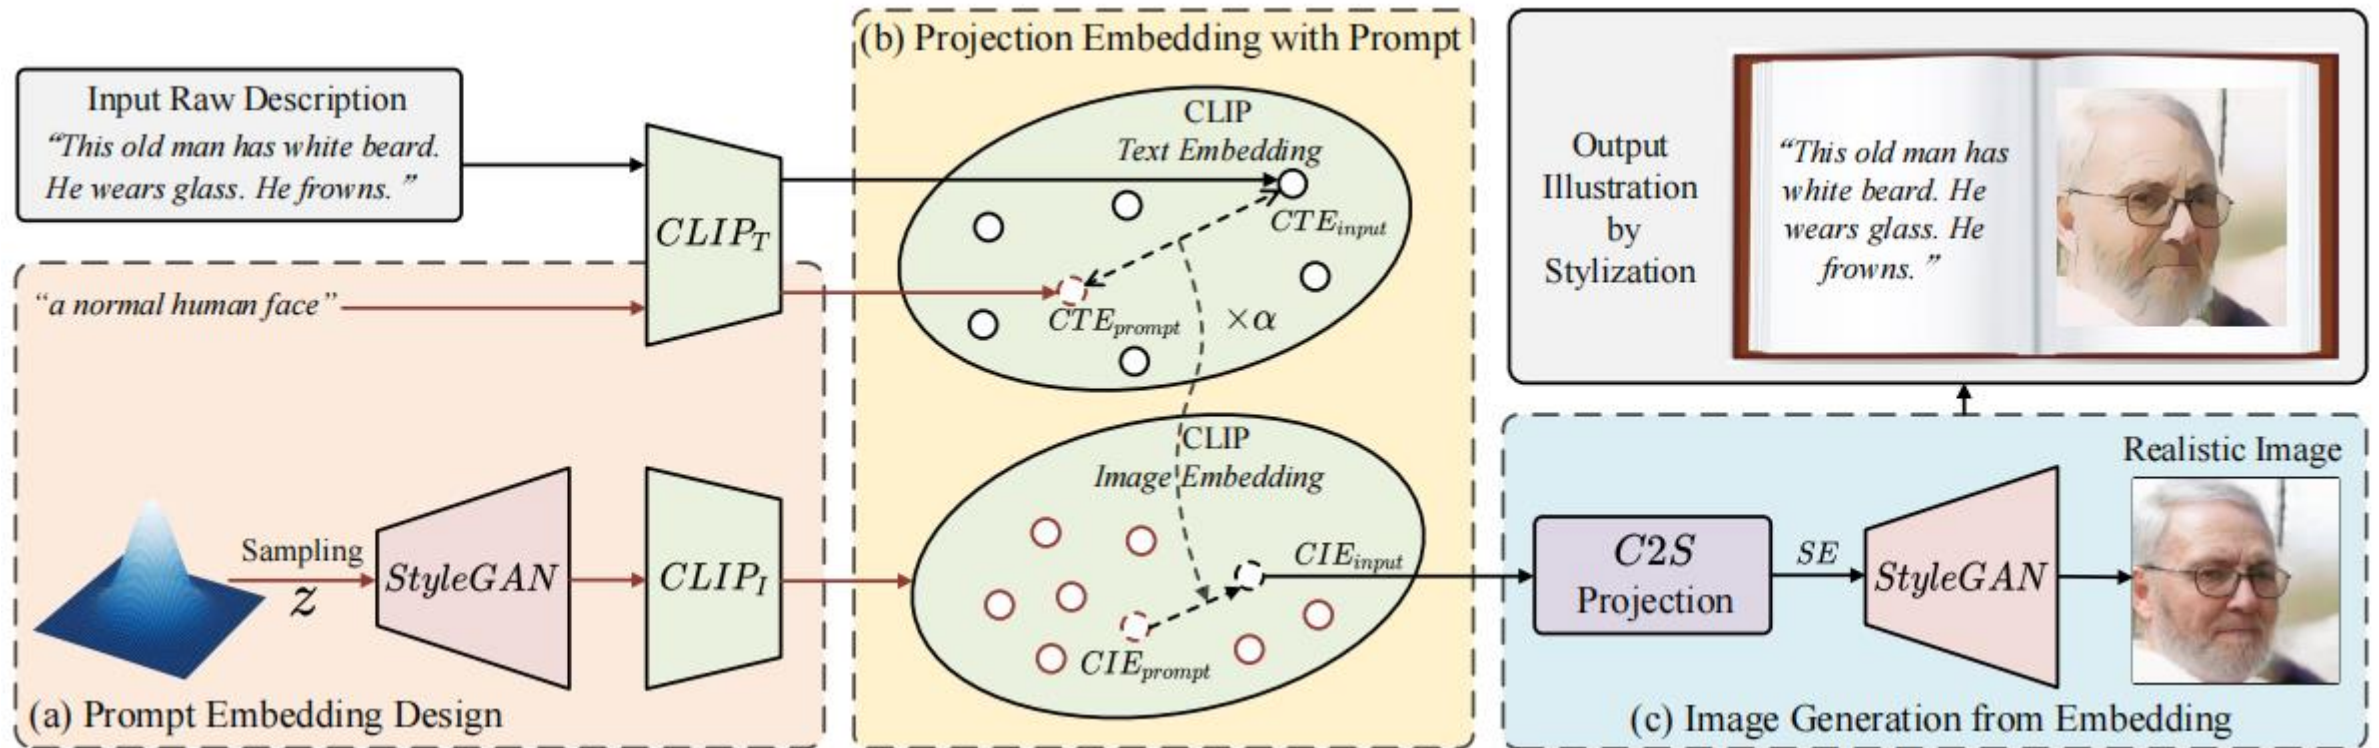 Input Raw Description
“This old man has white beard.
He wears glass. He frowns.”
“a normal human face”
CLIP_T
Sampling
z
StyleGAN
CLIP_I
(a) Prompt Embedding Design
(b) Projection Embedding with Prompt
CLIP
Text Embedding
CTE_input
CTE_prompt
×α
CLIP
Image Embedding
CIE_input
CIE_prompt
Output
Illustration
by
Stylization
“This old man has
white beard. He
wears glass. He
frowns.”
C2S
Projection
SE
StyleGAN
Realistic Image
(c) Image Generation from Embedding